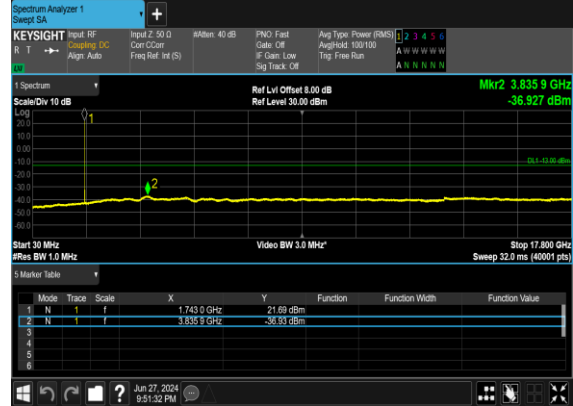 Spectrum Analyzer 1
Swept SA
+
KEYSIGHT Input: RF Input Z: 50 Ω #Atten: 40 dB PNO: Fast Avg Type: Power (RMS) 1 2 3 4 5 6
R T Coupling: DC Corr CCorr Gate: Off Avg|Hold: 100/100 A W W W W W
Align: Auto Freq Ref: Int (S) IF Gain: Low Trig: Free Run
Sig Track: Off A N N N N N
LU
1 Spectrum Ref Lvl Offset 8.00 dB Mkr2 3.835 9 GHz
Scale/Div 10 dB Ref Level 30.00 dBm -36.927 dBm
Log
1
20.0
10.0
0.00
-10.0
DL1 -13.00 dBm
-20.0
2
-30.0
-40.0
-50.0
-60.0
Start 30 MHz Video BW 3.0 MHz* Stop 17.800 GHz
#Res BW 1.0 MHz Sweep 32.0 ms (40001 pts)
5 Marker Table
Mode Trace Scale X Y Function Function Width Function Value
1 N 1 f 1.743 0 GHz 21.69 dBm
2 N 1 f 3.835 9 GHz -36.93 dBm
3
4
5
6
? Jun 27, 2024
9:51:32 PM